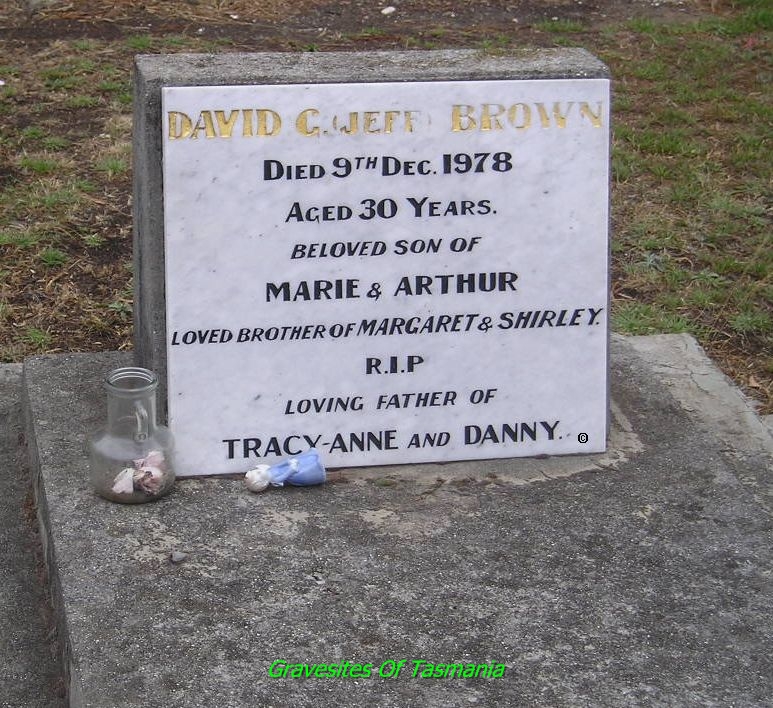 DAVID G. (JEFF) BROWN
DIED 9TH DEC. 1978
AGED 30 YEARS.
BELOVED SON OF
MARIE & ARTHUR
LOVED BROTHER OF MARGARET & SHIRLEY.
R.I.P
LOVING FATHER OF
TRACY-ANNE AND DANNY. ©
Gravesites Of Tasmania